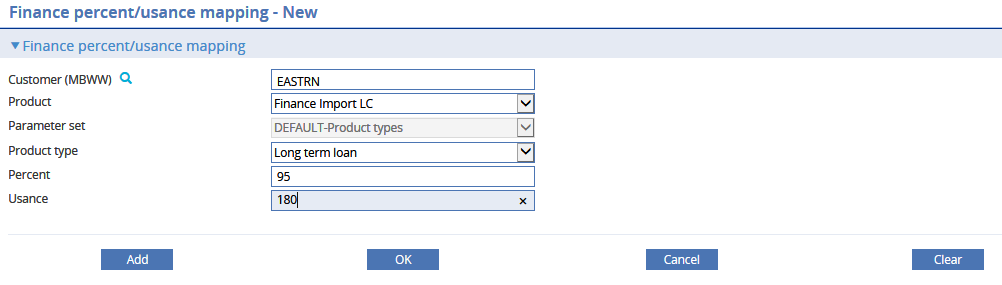 Finance percent/usance mapping - New
Finance percent/usance mapping
Customer (MBWW) EASTRN
Product Finance Import LC
Parameter set DEFAULT-Product types
Product type Long term loan
Percent 95
Usance 180 ×
Add OK Cancel Clear